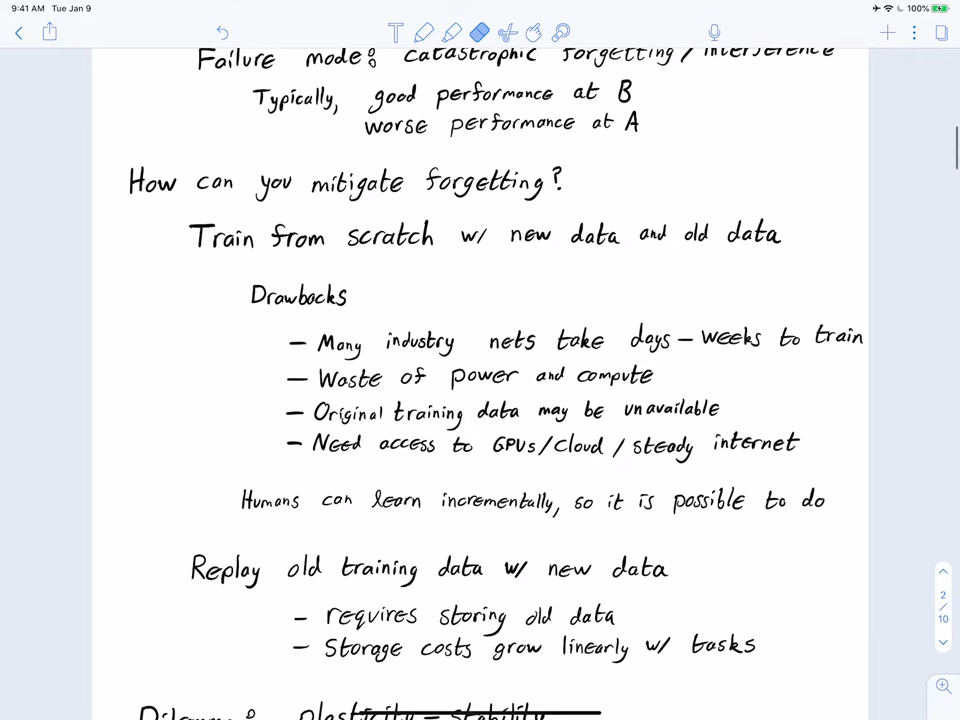 9:41 AM Tue Jan 9
100%
T
Failure mode: catastrophic forgetting / interference
Typically, good performance at B
worse performance at A
How can you mitigate forgetting?
Train from scratch w/ new data and old data
Drawbacks
- Many industry nets take days - weeks to train
- Waste of power and compute
- Original training data may be unavailable
- Need access to GPUs/Cloud / steady internet
Humans can learn incrementally, so it is possible to do
Replay old training data w/ new data
- requires storing old data
- Storage costs grow linearly w/ tasks
Dilemma: plasticity - stability
2
/
10